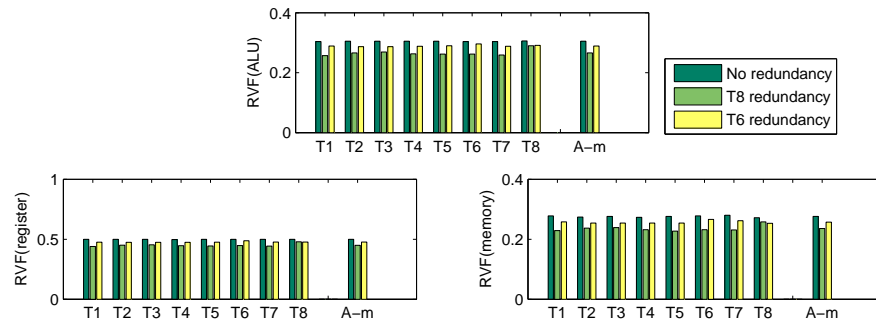 0.4
0.2
0
RVF(ALU)
T1 T2 T3 T4 T5 T6 T7 T8 A−m
No redundancy
T8 redundancy
T6 redundancy
1
0.5
0
RVF(register)
T1 T2 T3 T4 T5 T6 T7 T8 A−m
0.4
0.2
0
RVF(memory)
T1 T2 T3 T4 T5 T6 T7 T8 A−m